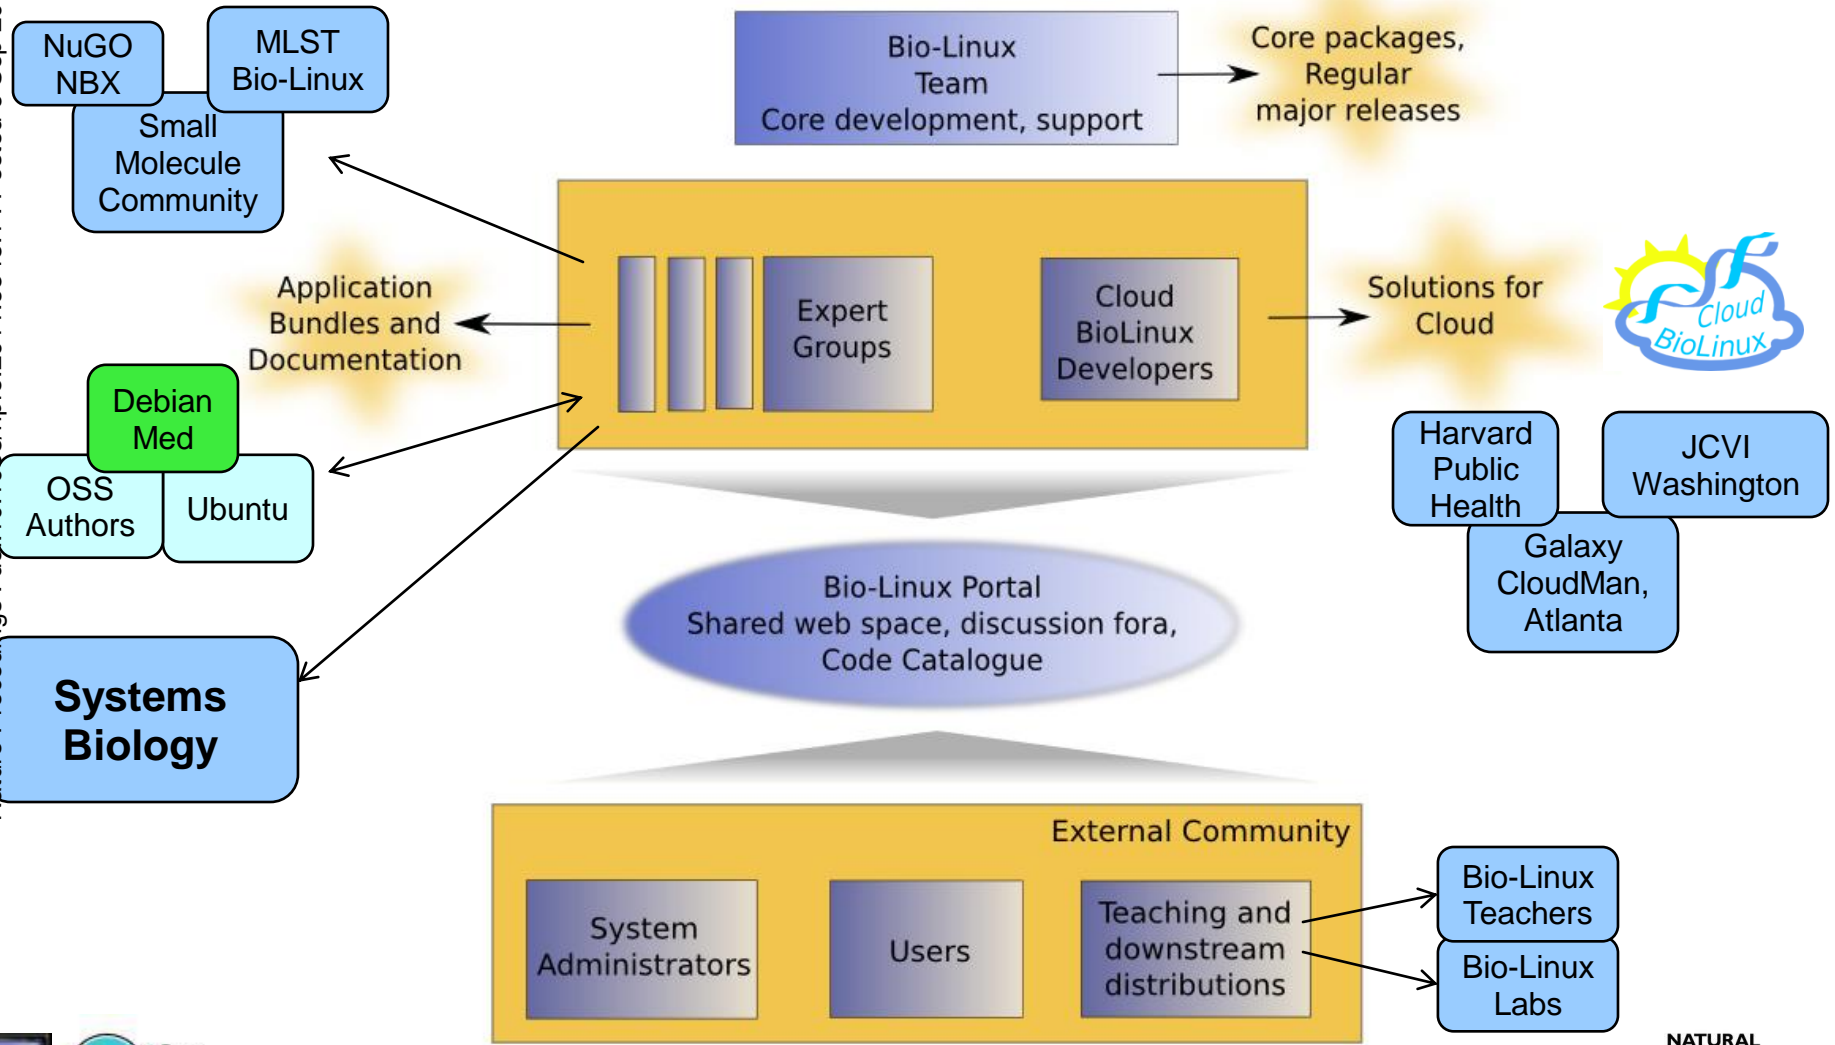 NuGO
NBX
MLST
Bio-Linux
Small
Molecule
Community
Bio-Linux
Team
Core development, support
Core packages,
Regular
major releases
Application
Bundles and
Documentation
Expert
Groups
Cloud
BioLinux
Developers
Solutions for
Cloud
Cloud
BioLinux
Debian
Med
OSS
Authors
Ubuntu
Harvard
Public
Health
JCVI
Washington
Galaxy
CloudMan,
Atlanta
Bio-Linux Portal
Shared web space, discussion fora,
Code Catalogue
Systems
Biology
External Community
System
Administrators
Users
Teaching and
downstream
distributions
Bio-Linux
Teachers
Bio-Linux
Labs
NATURAL